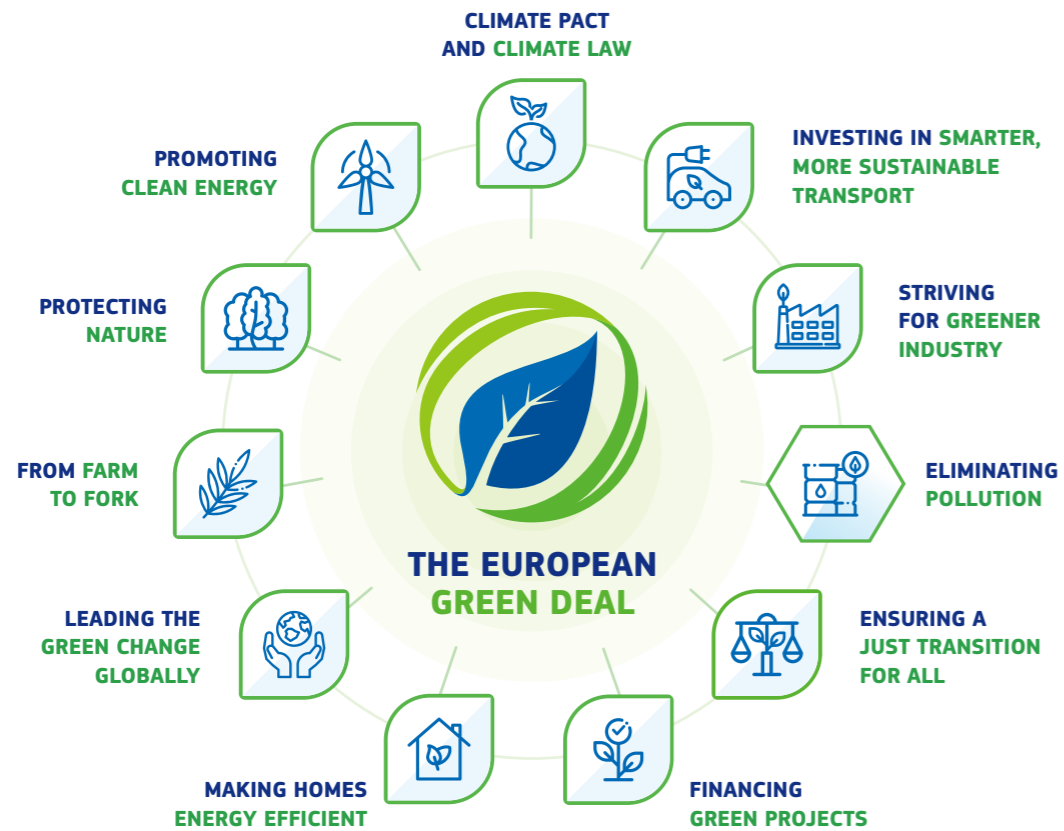 CLIMATE PACT
AND CLIMATE LAW
INVESTING IN SMARTER,
MORE SUSTAINABLE
TRANSPORT
STRIVING
FOR GREENER
INDUSTRY
ELIMINATING
POLLUTION
ENSURING A
JUST TRANSITION
FOR ALL
FINANCING
GREEN PROJECTS
MAKING HOMES
ENERGY EFFICIENT
LEADING THE
GREEN CHANGE
GLOBALLY
FROM FARM
TO FORK
PROTECTING
NATURE
PROMOTING
CLEAN ENERGY
THE EUROPEAN
GREEN DEAL